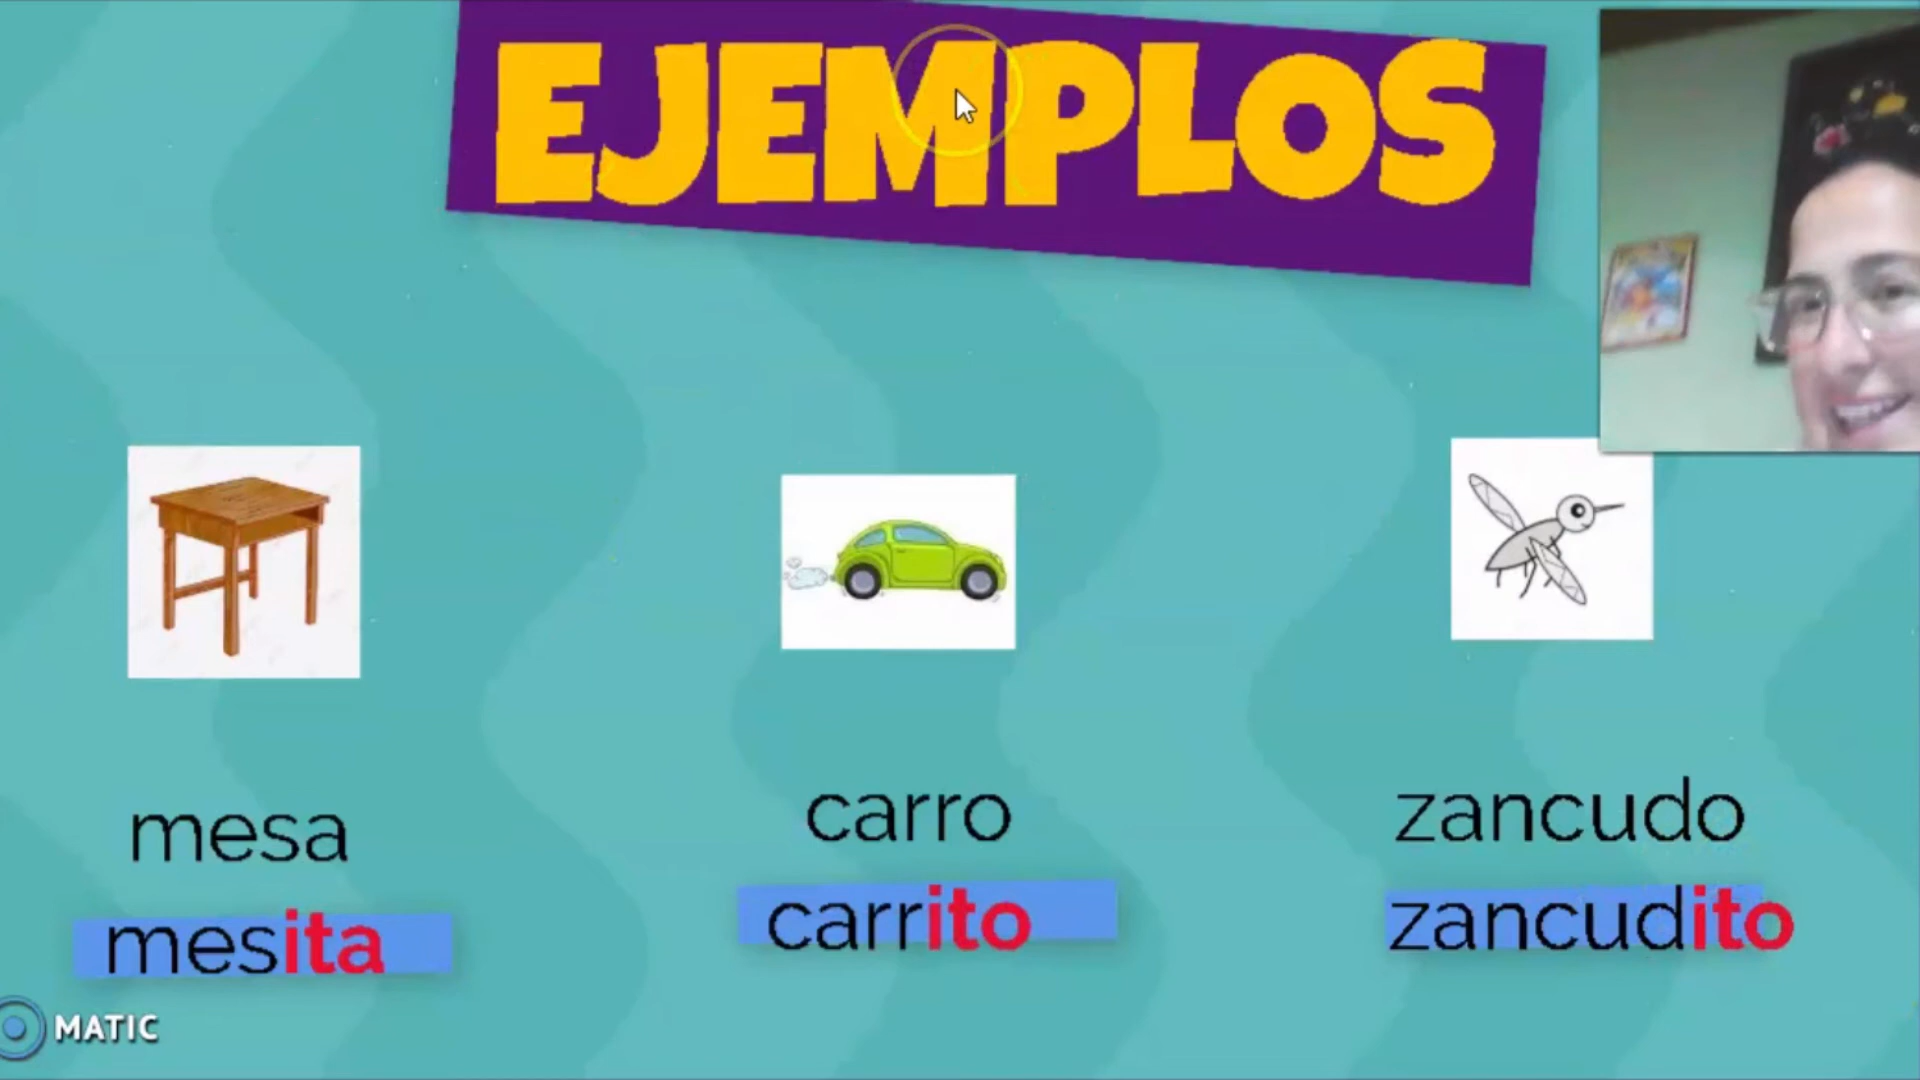 EJEMPLOS
mesa
mesita
carro
carrito
zancudo
zancudito
MATIC